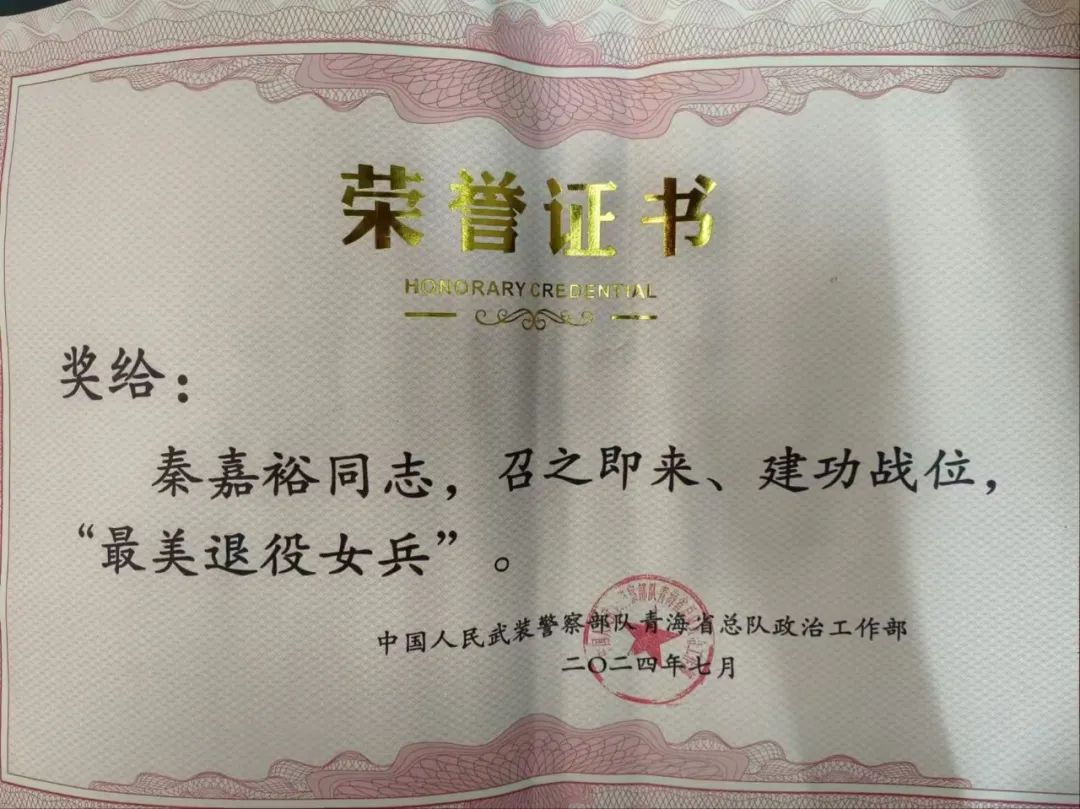 荣誉证书
HONORARY CREDENTIAL
奖给：
秦嘉裕同志，召之即来、建功战位，
“最美退役女兵”。
中国人民武装警察部队青海省总队政治工作部
二〇二四年七月